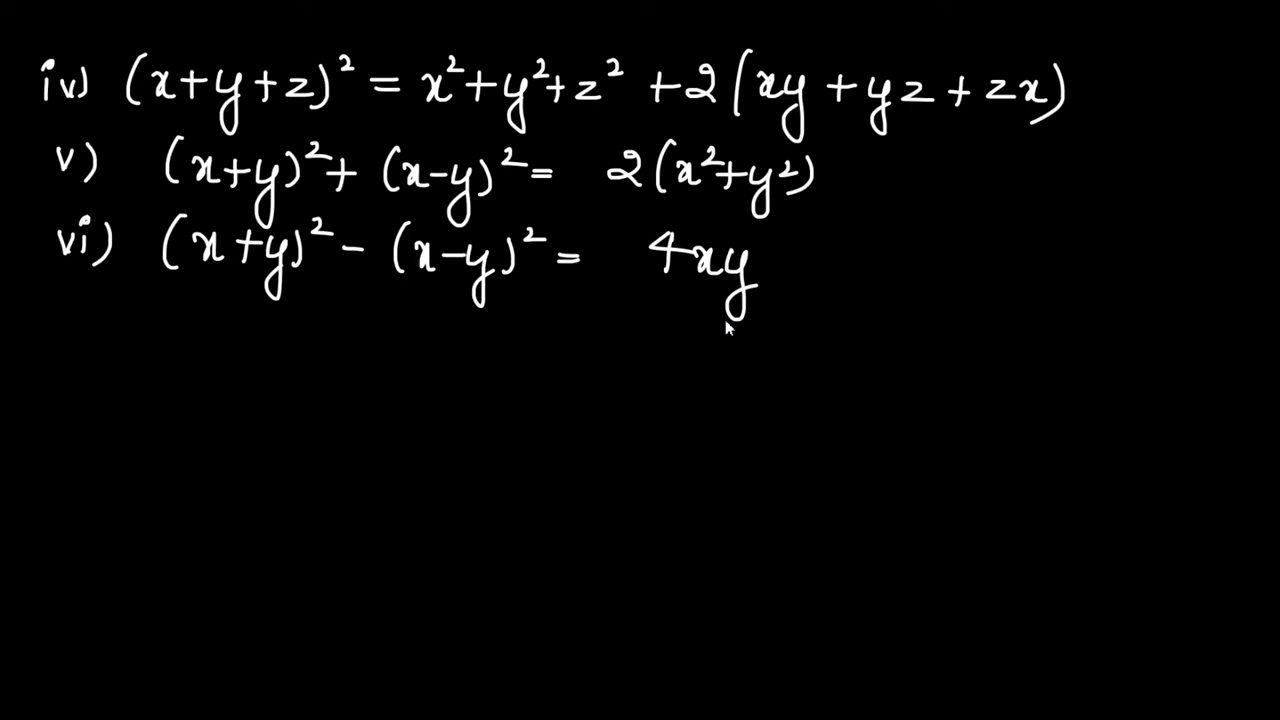 iv) (x+y+z)² = x²+y²+z² +2(xy+yz+zx)
v) (x+y)²+(x-y)²= 2(x²+y²)
vi) (x+y)²-(x-y)²= 4xy